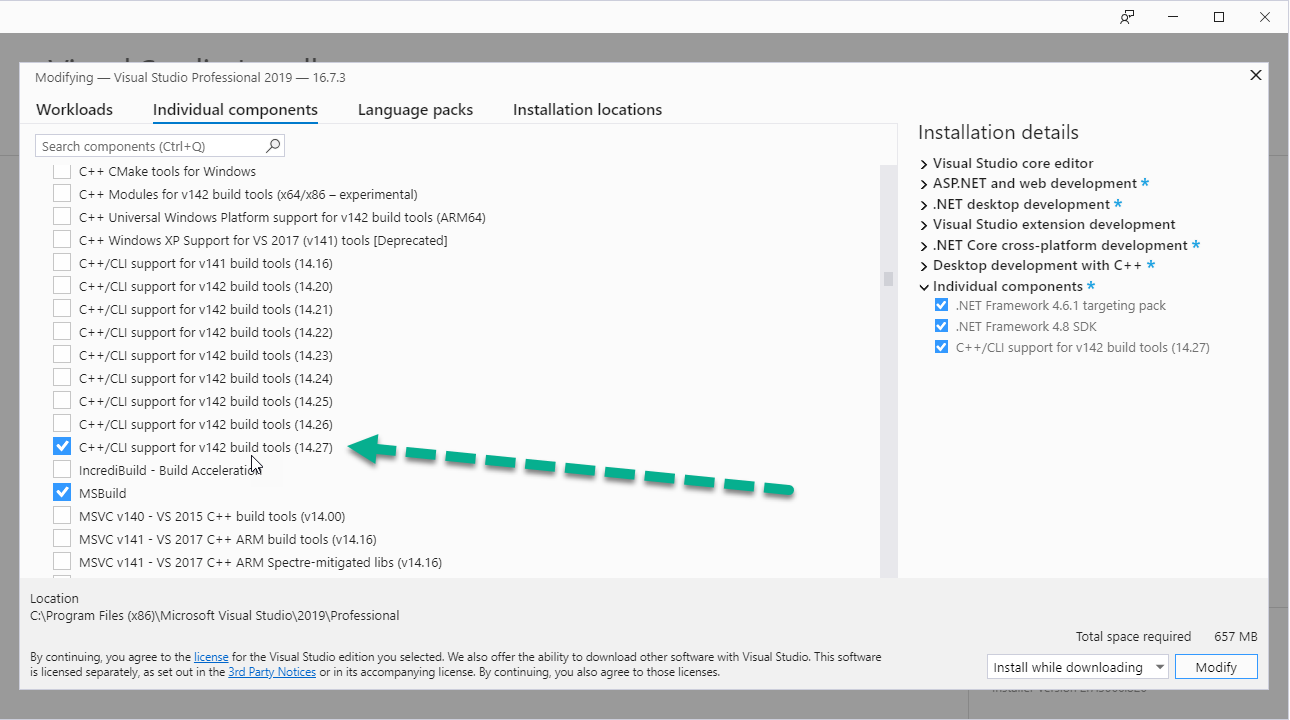 Modifying — Visual Studio Professional 2019 — 16.7.3
Workloads
Individual components
Language packs
Installation locations
Search components (Ctrl+Q)
C++ CMake tools for Windows
C++ Modules for v142 build tools (x64/x86 – experimental)
C++ Universal Windows Platform support for v142 build tools (ARM64)
C++ Windows XP Support for VS 2017 (v141) tools [Deprecated]
C++/CLI support for v141 build tools (14.16)
C++/CLI support for v142 build tools (14.20)
C++/CLI support for v142 build tools (14.21)
C++/CLI support for v142 build tools (14.22)
C++/CLI support for v142 build tools (14.23)
C++/CLI support for v142 build tools (14.24)
C++/CLI support for v142 build tools (14.25)
C++/CLI support for v142 build tools (14.26)
C++/CLI support for v142 build tools (14.27)
IncrediBuild - Build Acceleration
MSBuild
MSVC v140 - VS 2015 C++ build tools (v14.00)
MSVC v141 - VS 2017 C++ ARM build tools (v14.16)
MSVC v141 - VS 2017 C++ ARM Spectre-mitigated libs (v14.16)
Installation details
Visual Studio core editor
ASP.NET and web development *
.NET desktop development *
Visual Studio extension development
.NET Core cross-platform development *
Desktop development with C++ *
Individual components *
.NET Framework 4.6.1 targeting pack
.NET Framework 4.8 SDK
C++/CLI support for v142 build tools (14.27)
Location
C:\Program Files (x86)\Microsoft Visual Studio\2019\Professional
Total space required 657 MB
By continuing, you agree to the license for the Visual Studio edition you selected. We also offer the ability to download other software with Visual Studio. This software
is licensed separately, as set out in the 3rd Party Notices or in its accompanying license. By continuing, you also agree to those licenses.
Install while downloading
Modify